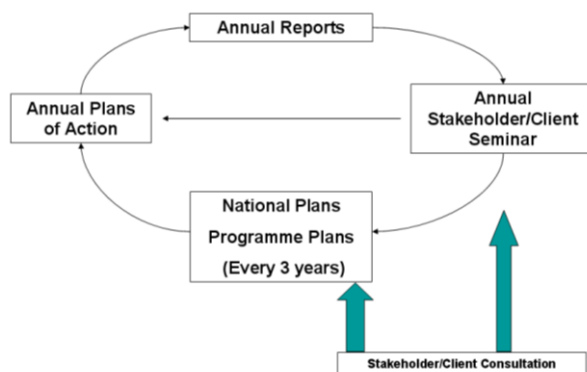 Annual Reports
Annual Plans
of Action
Annual
Stakeholder/Client
Seminar
National Plans
Programme Plans
(Every 3 years)
Stakeholder/Client Consultation